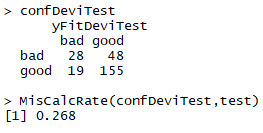 > confDeviTest
yFitDeviTest
bad good
bad 28 48
good 19 155
> MisCalcRate(confDeviTest,test)
[1] 0.268